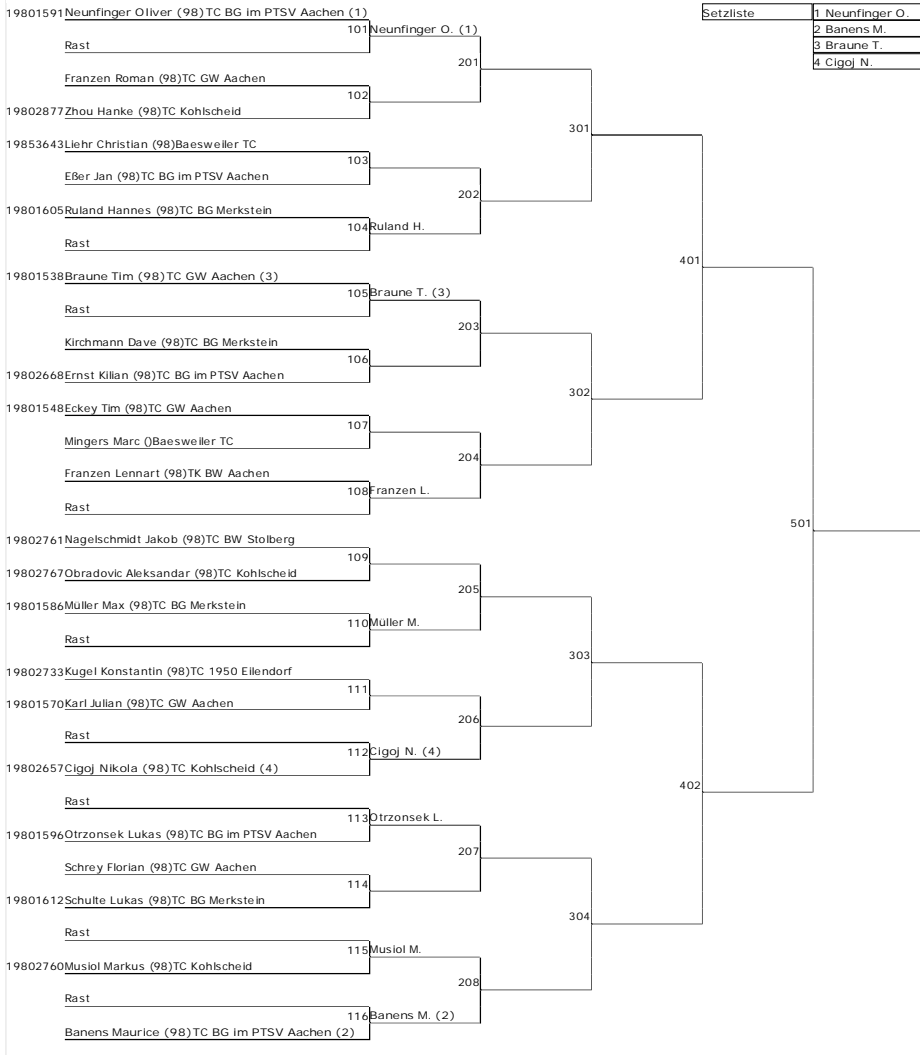 19801591 Neunfinger Oliver (98)TC BG im PTSV Aachen (1)
Setzliste 1 Neunfinger O.
2 Banens M.
3 Braune T.
4 Cigoj N.
101 Neunfinger O. (1)
Rast
201
Franzen Roman (98)TC GW Aachen
102
19802877 Zhou Hanke (98)TC Kohlscheid
301
19853643 Liehr Christian (98)Baesweiler TC
103
Eßer Jan (98)TC BG im PTSV Aachen
202
19801605 Ruland Hannes (98)TC BG Merkstein
104 Ruland H.
Rast
401
19801538 Braune Tim (98)TC GW Aachen (3)
105 Braune T. (3)
Rast
203
Kirchmann Dave (98)TC BG Merkstein
106
19802668 Ernst Kilian (98)TC BG im PTSV Aachen
302
19801548 Eckey Tim (98)TC GW Aachen
107
Mingers Marc ()Baesweiler TC
204
Franzen Lennart (98)TK BW Aachen
108 Franzen L.
Rast
501
19802761 Nagelschmidt Jakob (98)TC BW Stolberg
109
19802767 Obradovic Aleksandar (98)TC Kohlscheid
205
19801586 Müller Max (98)TC BG Merkstein
110 Müller M.
Rast
303
19802733 Kugel Konstantin (98)TC 1950 Eilendorf
111
19801570 Karl Julian (98)TC GW Aachen
206
Rast
112 Cigoj N. (4)
19802657 Cigoj Nikola (98)TC Kohlscheid (4)
402
Rast
113 Otrzonsek L.
19801596 Otrzonsek Lukas (98)TC BG im PTSV Aachen
207
Schrey Florian (98)TC GW Aachen
114
19801612 Schulte Lukas (98)TC BG Merkstein
304
Rast
115 Musiol M.
19802760 Musiol Markus (98)TC Kohlscheid
208
Rast
116 Banens M. (2)
Banens Maurice (98)TC BG im PTSV Aachen (2)